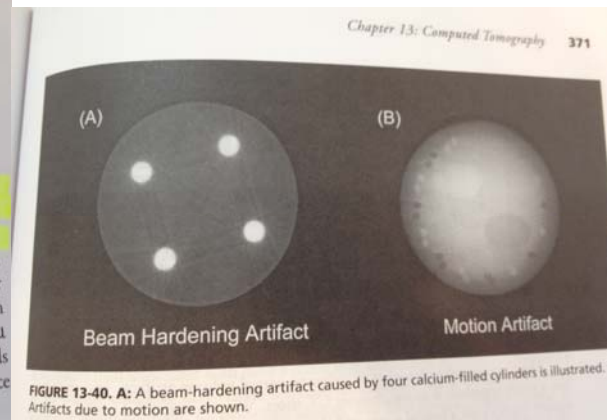 Chapter 13: Computed Tomography 371
(A)
(B)
Beam Hardening Artifact
Motion Artifact
FIGURE 13-40. A: A beam-hardening artifact caused by four calcium-filled cylinders is illustrated.
Artifacts due to motion are shown.